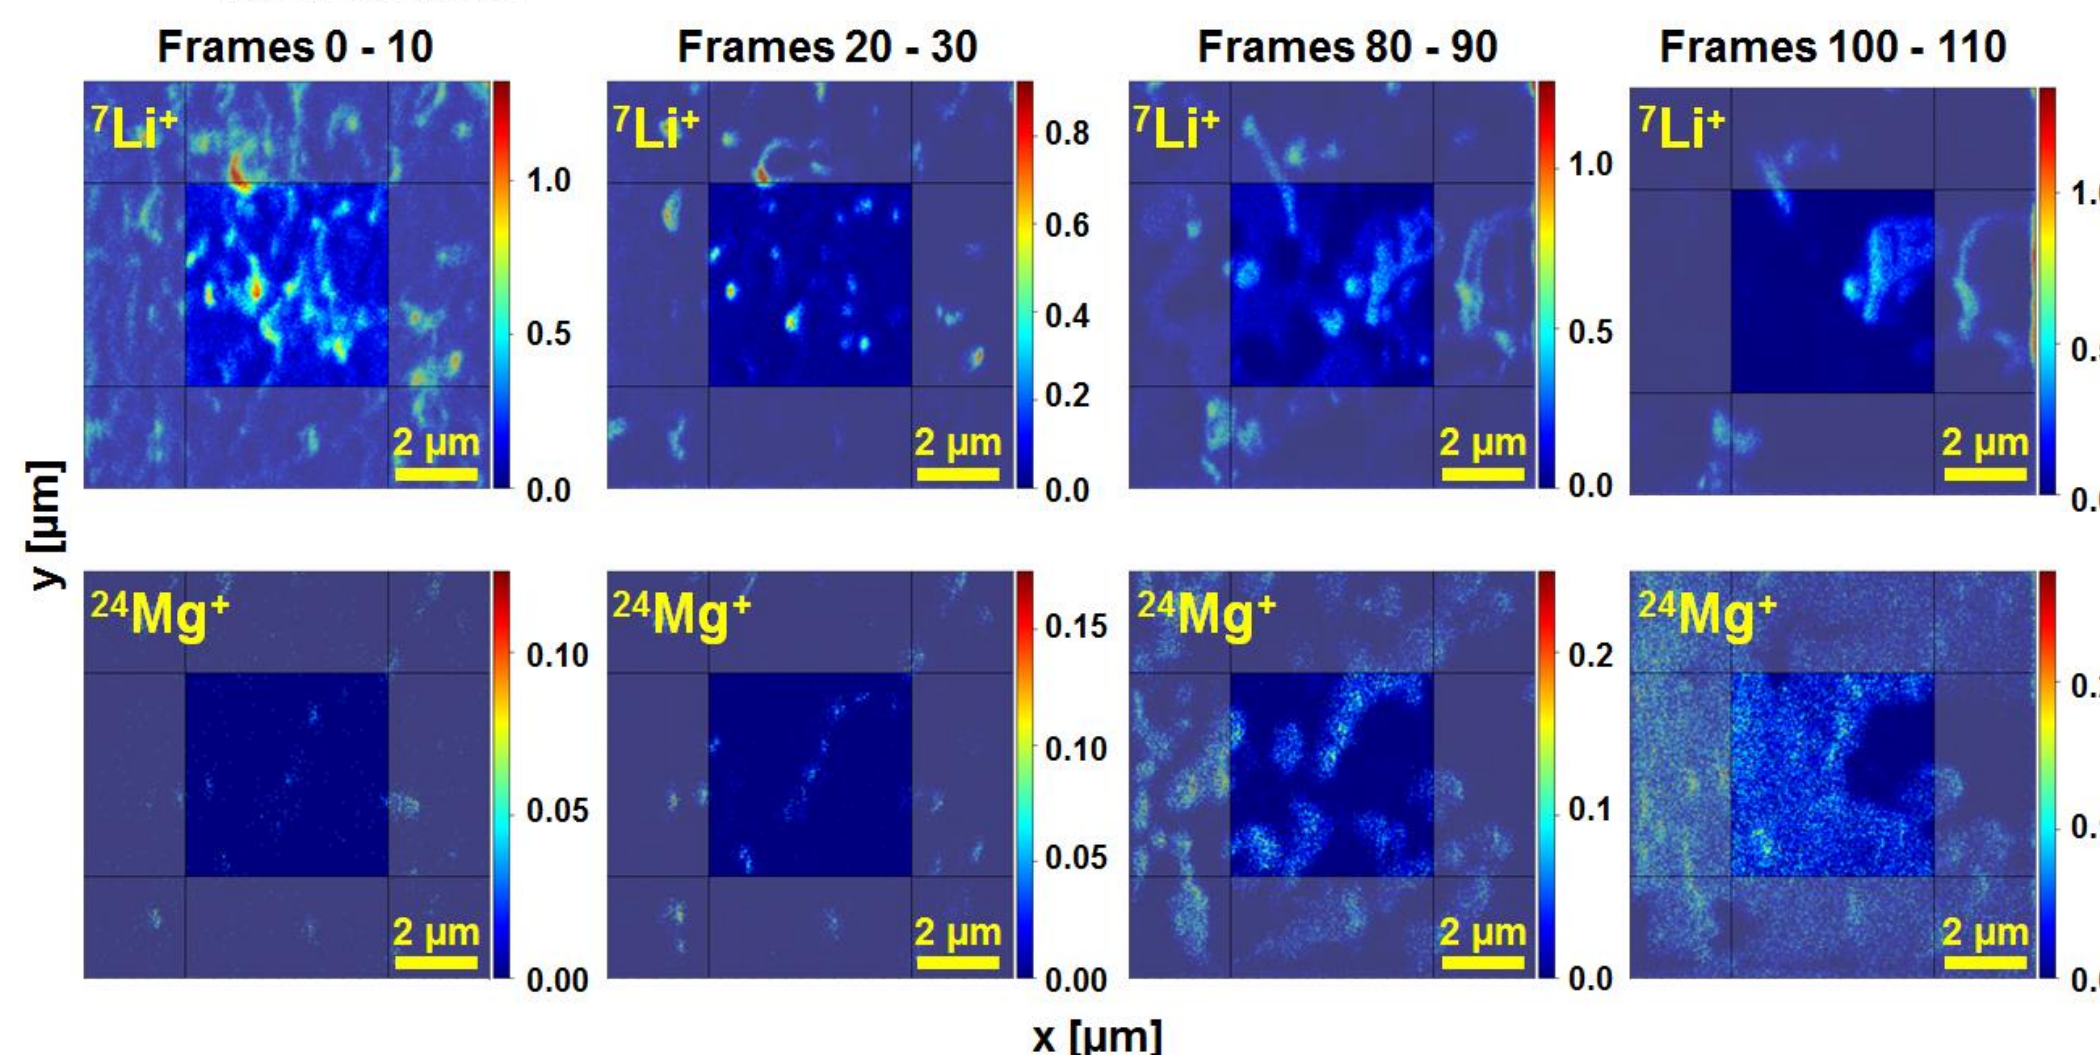 Frames 0 - 10
Frames 20 - 30
Frames 80 - 90
Frames 100 - 110
⁷Li⁺
1.0
0.5
0.0
2 µm
⁷Li⁺
0.8
0.6
0.4
0.2
0.0
2 µm
⁷Li⁺
1.0
0.5
0.0
2 µm
⁷Li⁺
2 µm
y [µm]
²⁴Mg⁺
0.10
0.05
0.00
2 µm
²⁴Mg⁺
0.15
0.10
0.05
0.00
2 µm
²⁴Mg⁺
0.2
0.1
0.0
2 µm
²⁴Mg⁺
2 µm
x [µm]